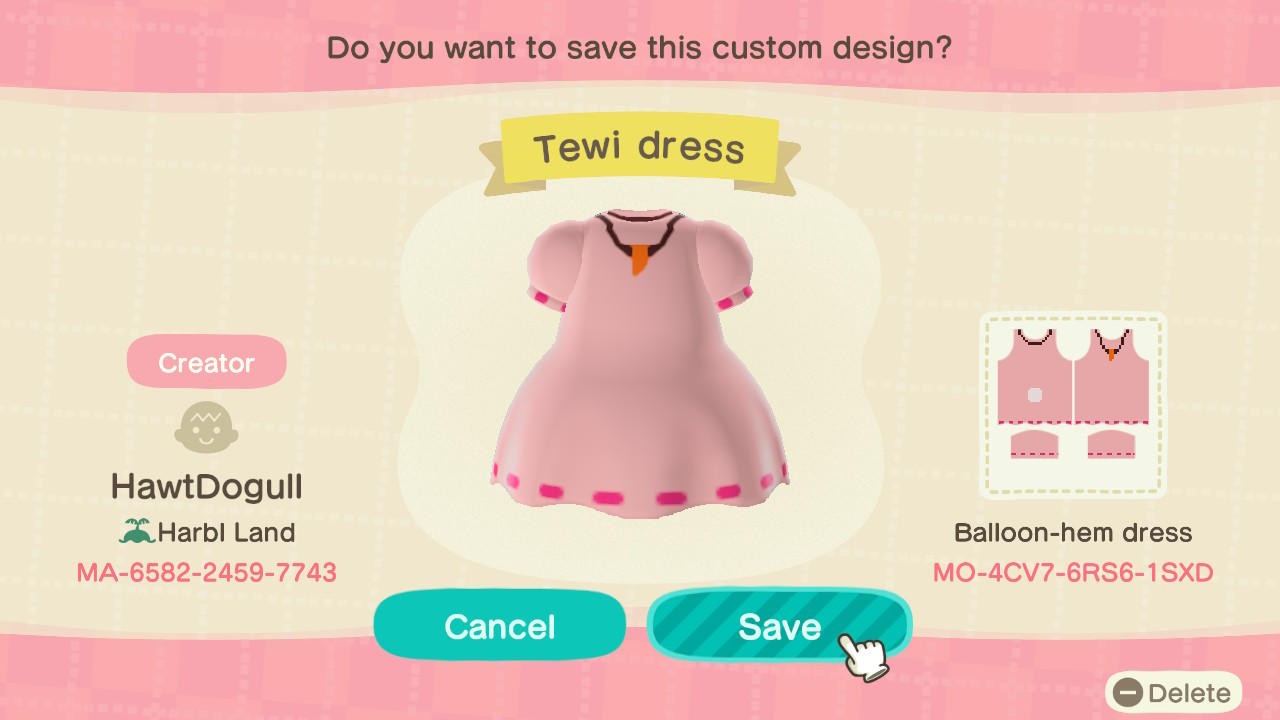 Do you want to save this custom design?
Tewi dress
Creator
HawtDogull
Harbl Land
MA-6582-2459-7743
Balloon-hem dress
MO-4CV7-6RS6-1SXD
Cancel
Save
Delete